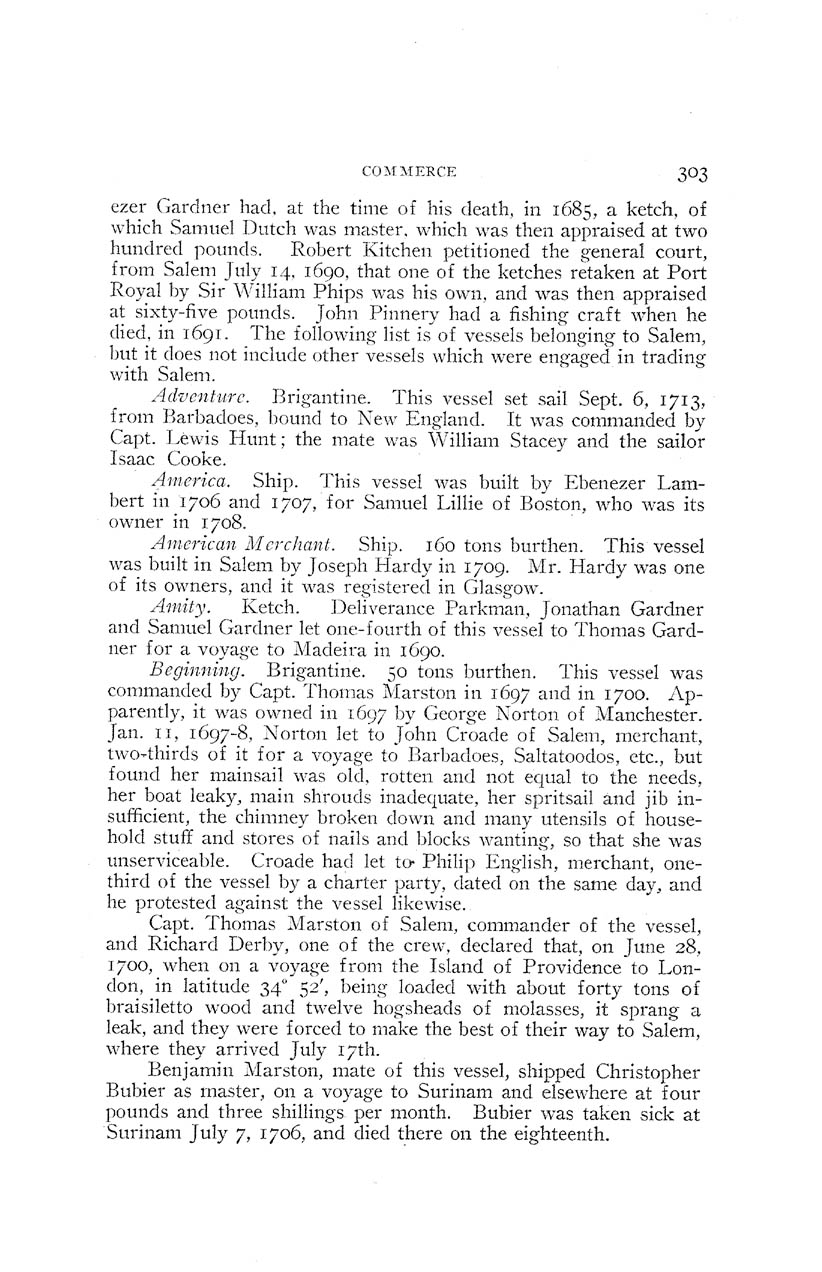 COMMERCE 303
ezer Gardner had, at the time of his death, in 1685, a ketch, of
which Samuel Dutch was master, which was then appraised at two
hundred pounds. Robert Kitchen petitioned the general court,
from Salem July 14, 1690, that one of the ketches retaken at Port
Royal by Sir William Phips was his own, and was then appraised
at sixty-five pounds. John Pinnery had a fishing craft when he
died, in 1691. The following list is of vessels belonging to Salem,
but it does not include other vessels which were engaged in trading
with Salem.
Adventure. Brigantine. This vessel set sail Sept. 6, 1713,
from Barbadoes, bound to New England. It was commanded by
Capt. Lewis Hunt; the mate was William Stacey and the sailor
Isaac Cooke.
America. Ship. This vessel was built by Ebenezer Lam-
bert in 1706 and 1707, for Samuel Lillie of Boston, who was its
owner in 1708.
American Merchant. Ship. 160 tons burthen. This vessel
was built in Salem by Joseph Hardy in 1709. Mr. Hardy was one
of its owners, and it was registered in Glasgow.
Amity. Ketch. Deliverance Parkman, Jonathan Gardner
and Samuel Gardner let one-fourth of this vessel to Thomas Gard-
ner for a voyage to Madeira in 1690.
Beginning. Brigantine. 50 tons burthen. This vessel was
commanded by Capt. Thomas Marston in 1697 and in 1700. Ap-
parently, it was owned in 1697 by George Norton of Manchester.
Jan. 11, 1697-8, Norton let to John Croade of Salem, merchant,
two-thirds of it for a voyage to Barbadoes, Saltatoodos, etc., but
found her mainsail was old, rotten and not equal to the needs,
her boat leaky, main shrouds inadequate, her spritsail and jib in-
sufficient, the chimney broken down and many utensils of house-
hold stuff and stores of nails and blocks wanting, so that she was
unserviceable. Croade had let to Philip English, merchant, one-
third of the vessel by a charter party, dated on the same day, and
he protested against the vessel likewise.
Capt. Thomas Marston of Salem, commander of the vessel,
and Richard Derby, one of the crew, declared that, on June 28,
1700, when on a voyage from the Island of Providence to Lon-
don, in latitude 34° 52′, being loaded with about forty tons of
braisiletto wood and twelve hogsheads of molasses, it sprang a
leak, and they were forced to make the best of their way to Salem,
where they arrived July 17th.
Benjamin Marston, mate of this vessel, shipped Christopher
Bubier as master, on a voyage to Surinam and elsewhere at four
pounds and three shillings per month. Bubier was taken sick at
Surinam July 7, 1706, and died there on the eighteenth.